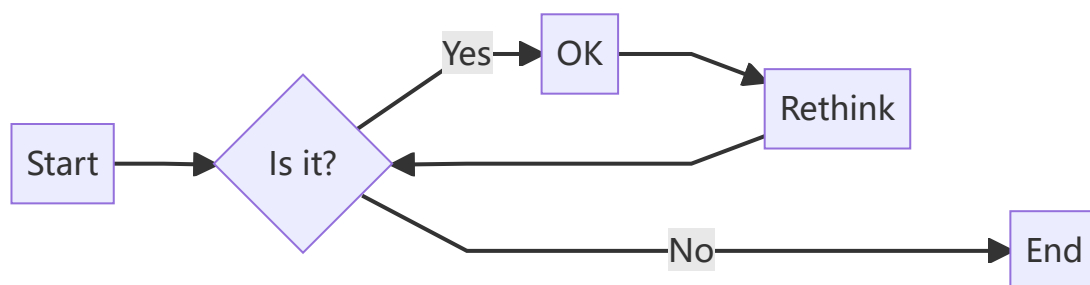 Start
Is it?
Yes
OK
Rethink
No
End